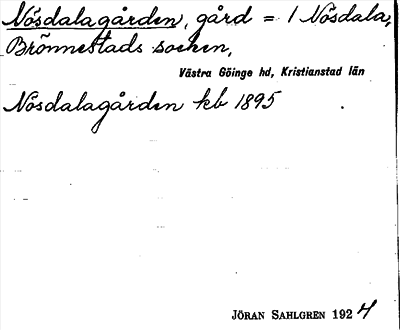 Nösdalagården, gård = 1 Nösdala,
Brönnestads socken,
Västra Göinge hd, Kristianstad län
Nösdalagården kb 1895
JÖRAN SAHLGREN 1924